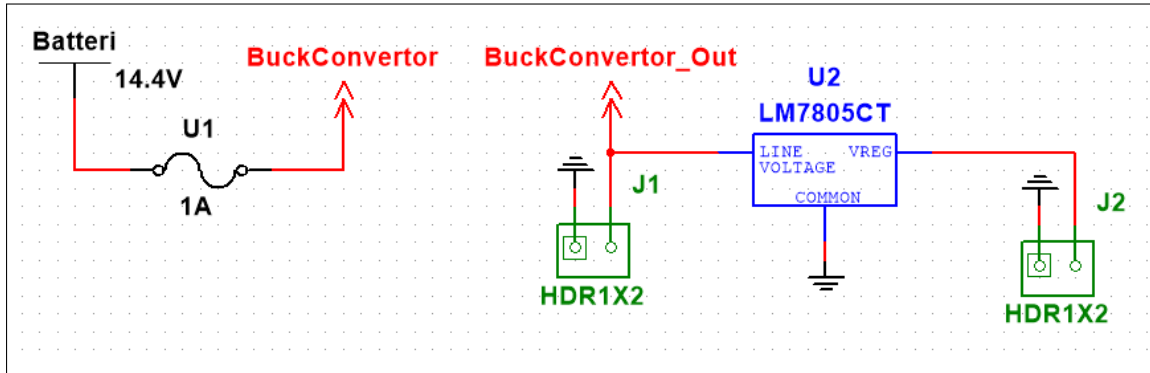 Batteri
14.4V
BuckConvertor
U1
1A
BuckConvertor_Out
U2
LM7805CT
LINE VREG
VOLTAGE
COMMON
J1
HDR1X2
J2
HDR1X2